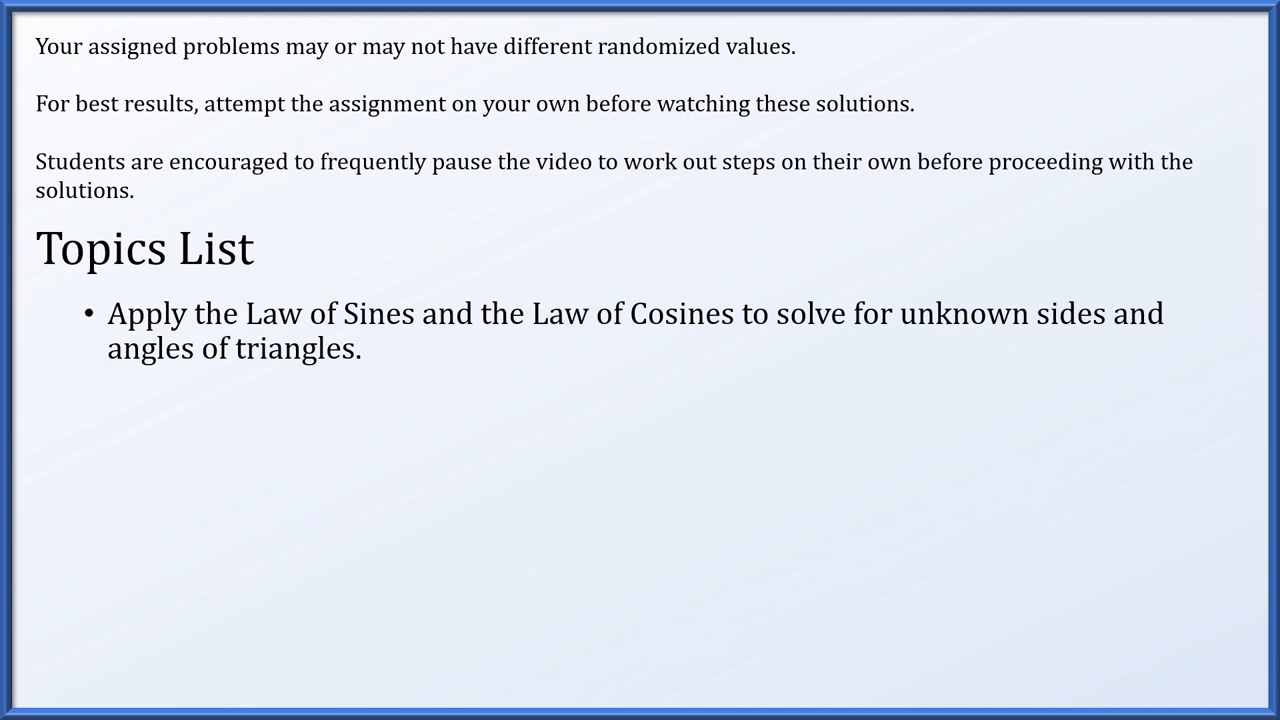 Your assigned problems may or may not have different randomized values.
For best results, attempt the assignment on your own before watching these solutions.
Students are encouraged to frequently pause the video to work out steps on their own before proceeding with the
solutions.
Topics List
• Apply the Law of Sines and the Law of Cosines to solve for unknown sides and
angles of triangles.